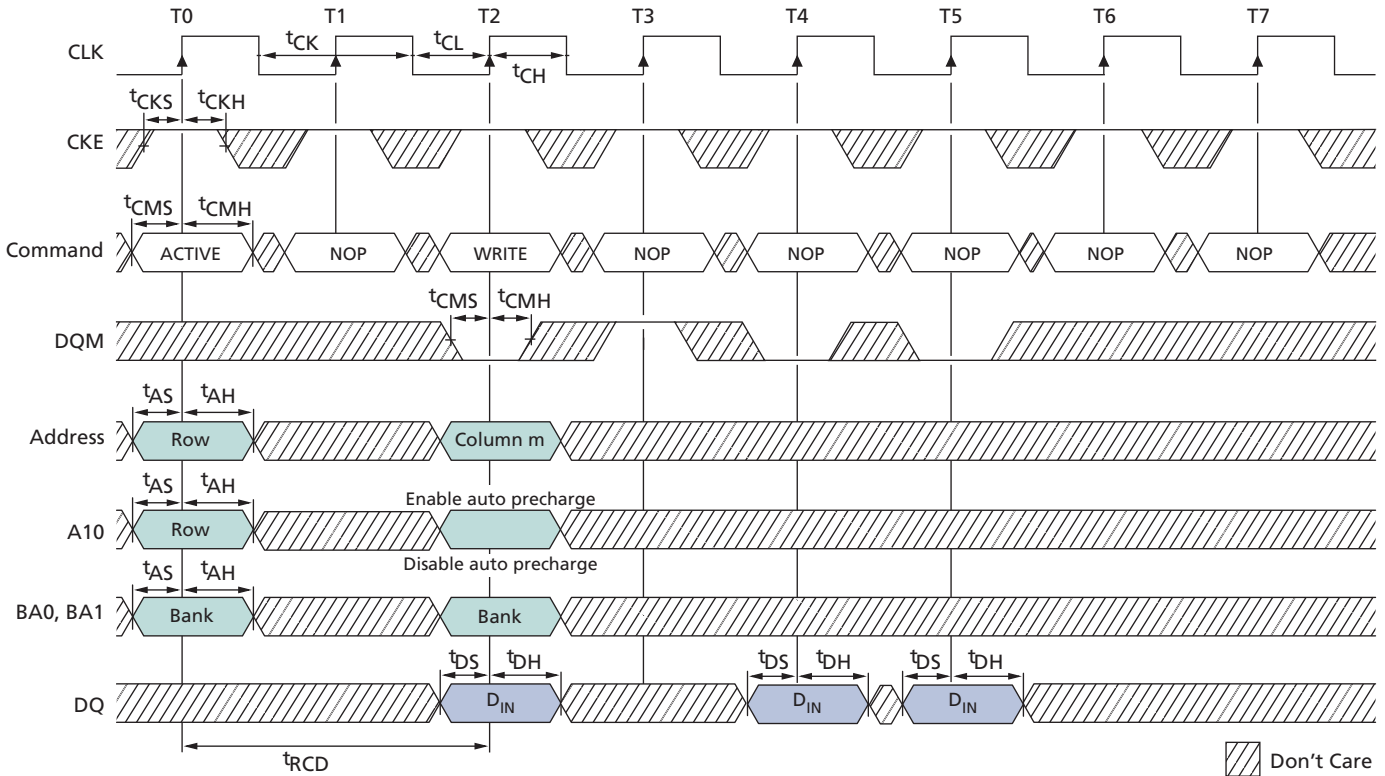 T0 T1 T2 T3 T4 T5 T6 T7
CLK
tCK tCL
tCH
tCKS tCKH
CKE
tCMS tCMH
Command ACTIVE NOP WRITE NOP NOP NOP NOP NOP
tCMS tCMH
DQM
tAS tAH
Address Row Column m
tAS tAH
Enable auto precharge
A10 Row
Disable auto precharge
tAS tAH
BA0, BA1 Bank Bank
tDS tDH tDS tDH tDS tDH
DQ DIN DIN DIN
tRCD
Don't Care